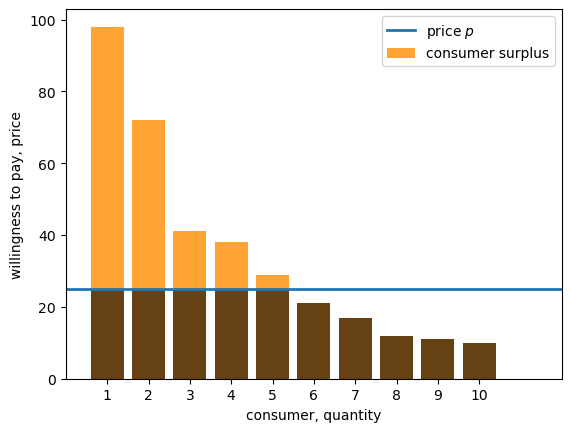 100
80
60
40
20
0
willingness to pay, price
price p
consumer surplus
1 2 3 4 5 6 7 8 9 10
consumer, quantity